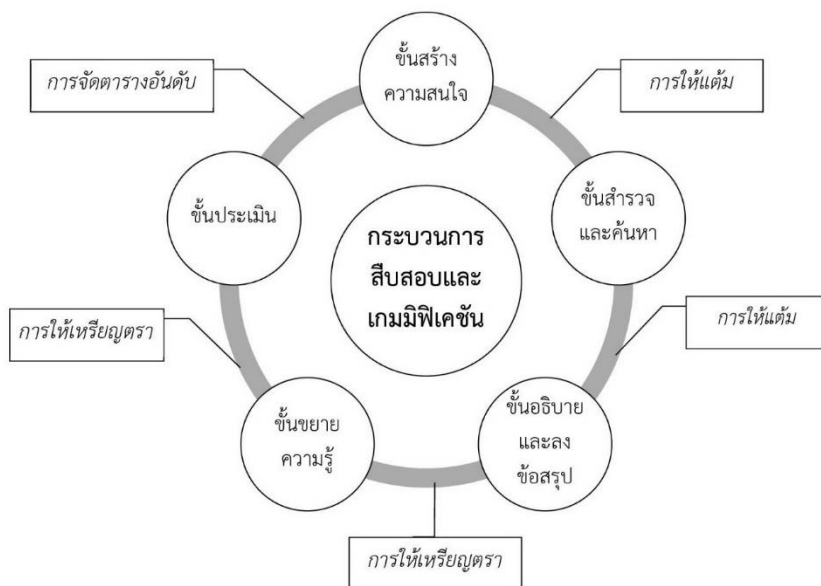 ขั้นสร้าง
ความสนใจ
การจัดตารางอันดับ
การให้แต้ม
ขั้นประเมิน
ขั้นสำรวจ
และค้นหา
กระบวนการ
สืบสอบและ
เกมมิฟิเคชัน
การให้เหรียญตรา
การให้แต้ม
ขั้นขยาย
ความรู้
ขั้นอธิบาย
และลง
ข้อสรุป
การให้เหรียญตรา